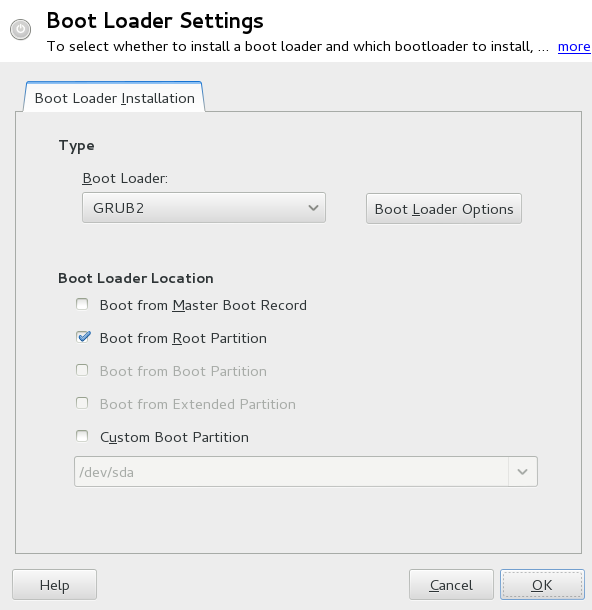 Boot Loader Settings
To select whether to install a boot loader and which bootloader to install, ... more
Boot Loader Installation
Type
Boot Loader:
GRUB2
Boot Loader Options
Boot Loader Location
Boot from Master Boot Record
Boot from Root Partition
Boot from Boot Partition
Boot from Extended Partition
Custom Boot Partition
/dev/sda
Help
Cancel
OK